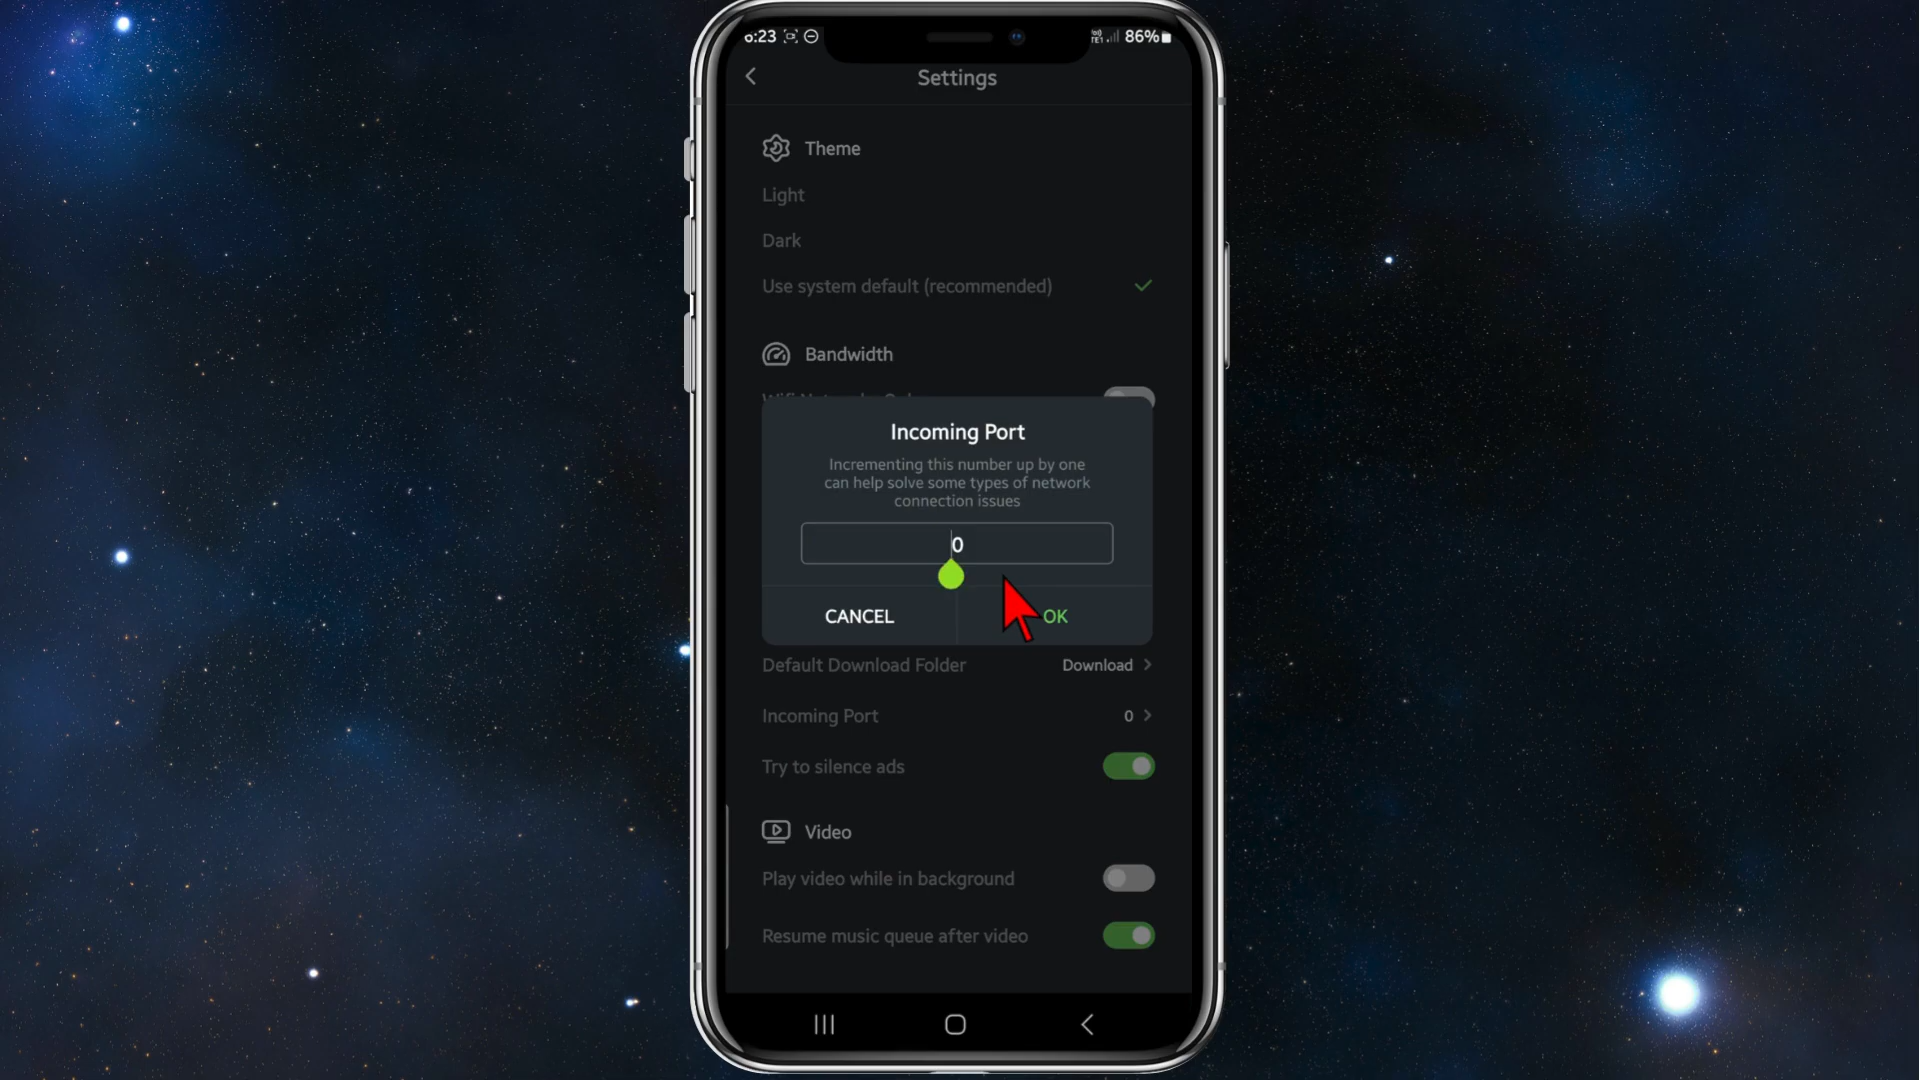 6:23
86%
Settings
Theme
Light
Dark
Use system default (recommended)
Bandwidth
Incoming Port
Incrementing this number up by one
can help solve some types of network
connection issues
0
CANCEL
OK
Default Download Folder
Download
Incoming Port
0
Try to silence ads
Video
Play video while in background
Resume music queue after video